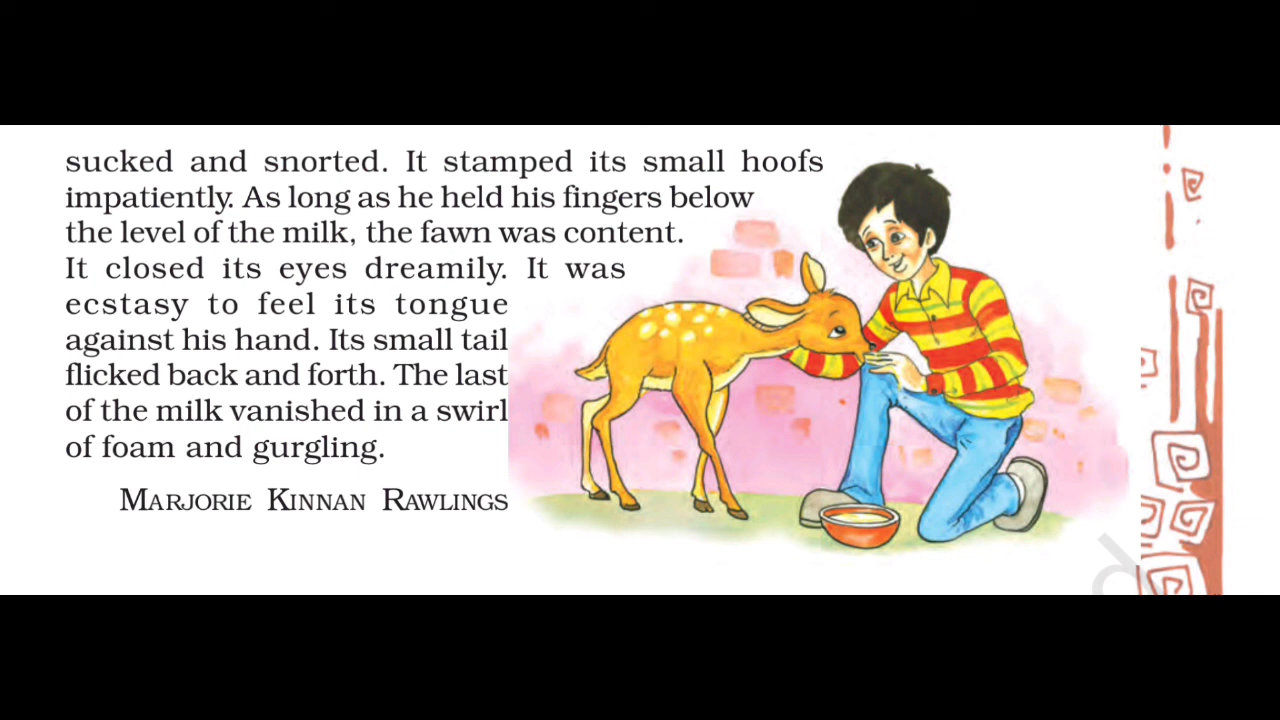 sucked and snorted. It stamped its small hoofs
impatiently. As long as he held his fingers below
the level of the milk, the fawn was content.
It closed its eyes dreamily. It was
ecstasy to feel its tongue
against his hand. Its small tail
flicked back and forth. The last
of the milk vanished in a swirl
of foam and gurgling.
MARJORIE KINNAN RAWLINGS
d